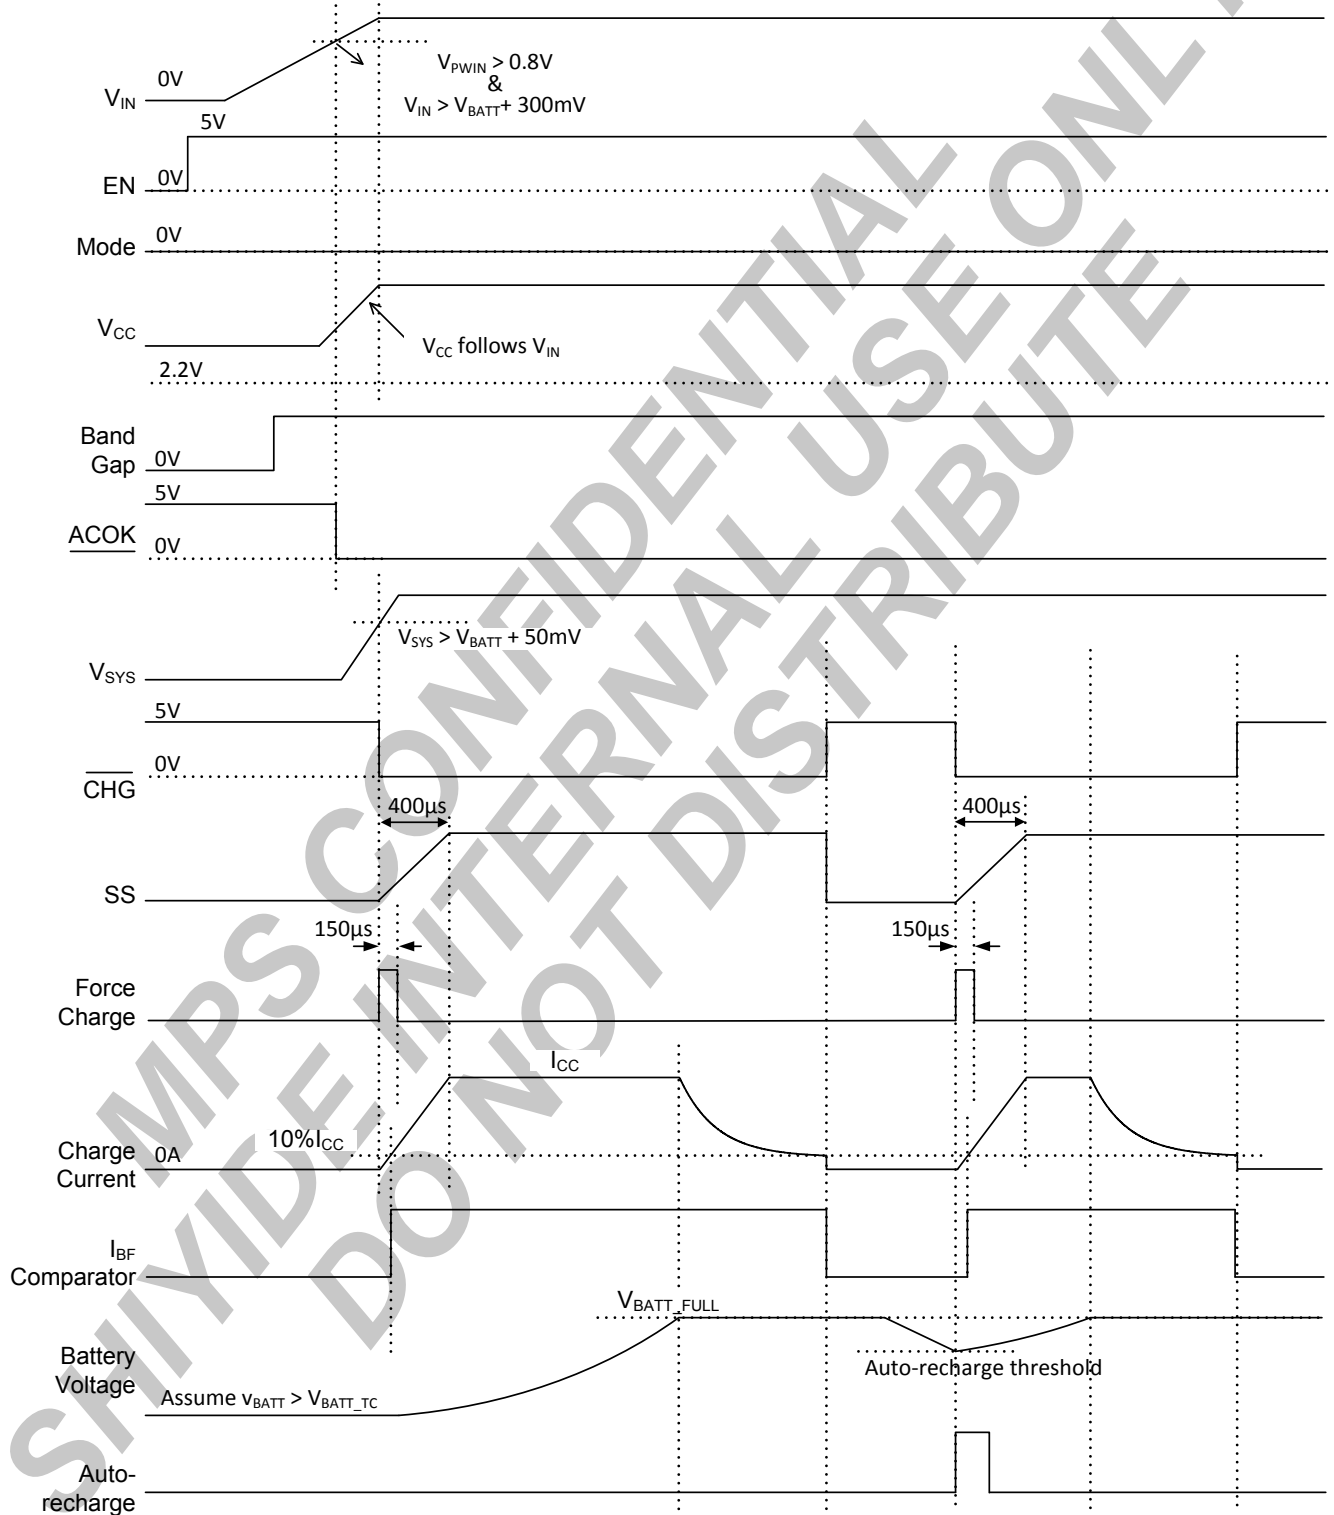 V_PWIN > 0.8V
&
V_IN > V_BATT + 300mV
0V
V_IN
5V
0V
EN
0V
Mode
V_CC
V_CC follows V_IN
2.2V
Band
Gap
0V
5V
ACOK
0V
V_SYS > V_BATT + 50mV
V_SYS
5V
0V
CHG
400µs
400µs
SS
150µs
150µs
Force
Charge
I_CC
10%I_CC
Charge
Current
0A
I_BF
Comparator
V_BATT_FULL
Battery
Voltage
Auto-recharge threshold
Assume v_BATT > V_BATT_TC
Auto-
recharge
MPS CONFIDENTIAL
SHIYIDE INTERNAL USE ONL
DO NOT DISTRIBUTE